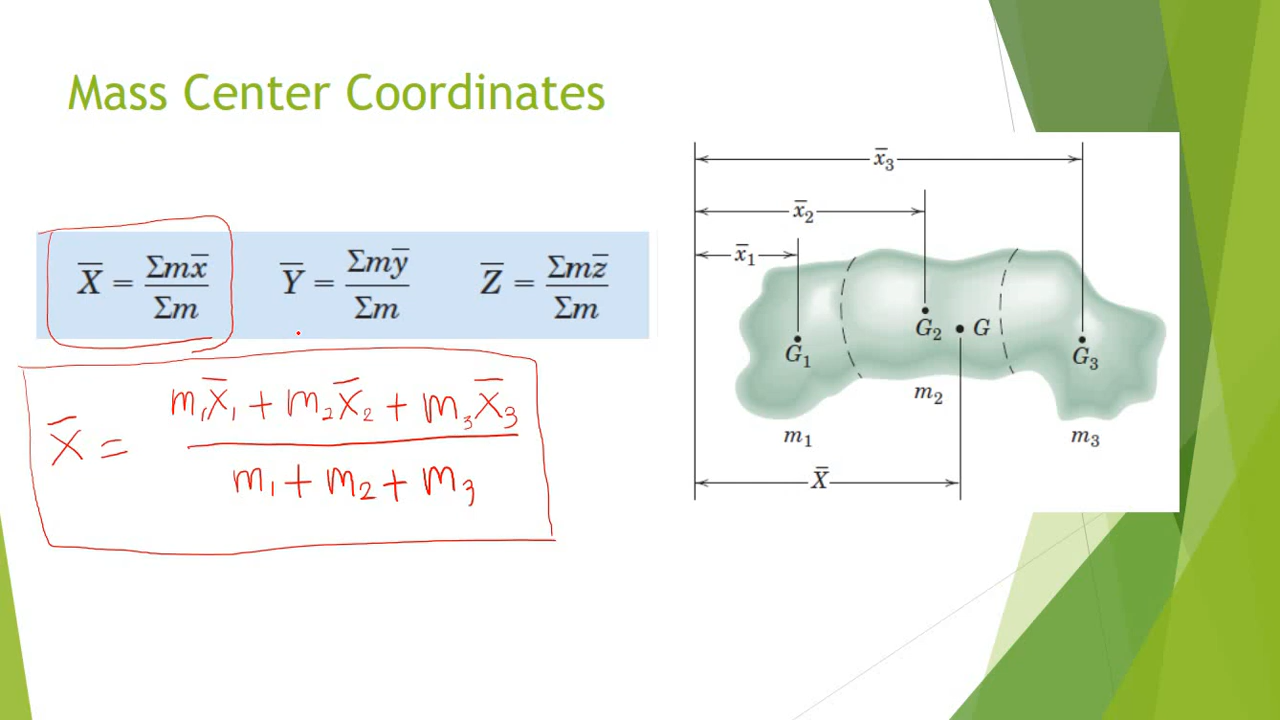 Mass Center Coordinates
X̄ = Σmx̄ / Σm    Ȳ = Σmȳ / Σm    Z̄ = Σmz̄ / Σm
X̄ = (m₁x̄₁ + m₂x̄₂ + m₃x̄₃) / (m₁ + m₂ + m₃)
x̄₃
x̄₂
x̄₁
G₁
G₂
G
G₃
m₂
m₁
m₃
X̄